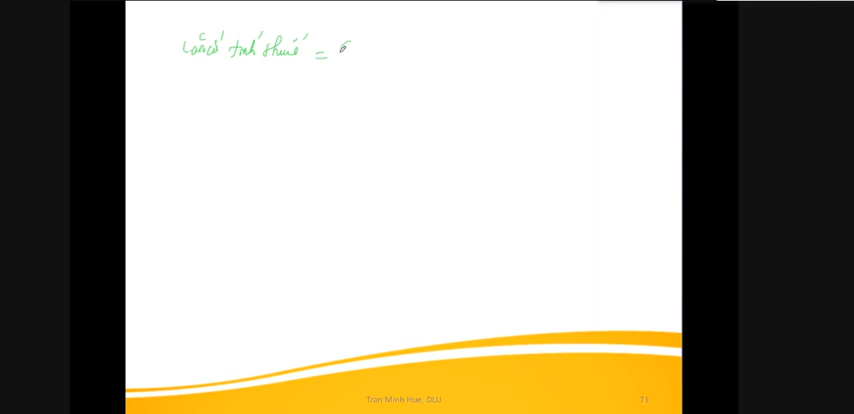 Căn cứ tính thuế =
Tran Minh Hue, DLU
71